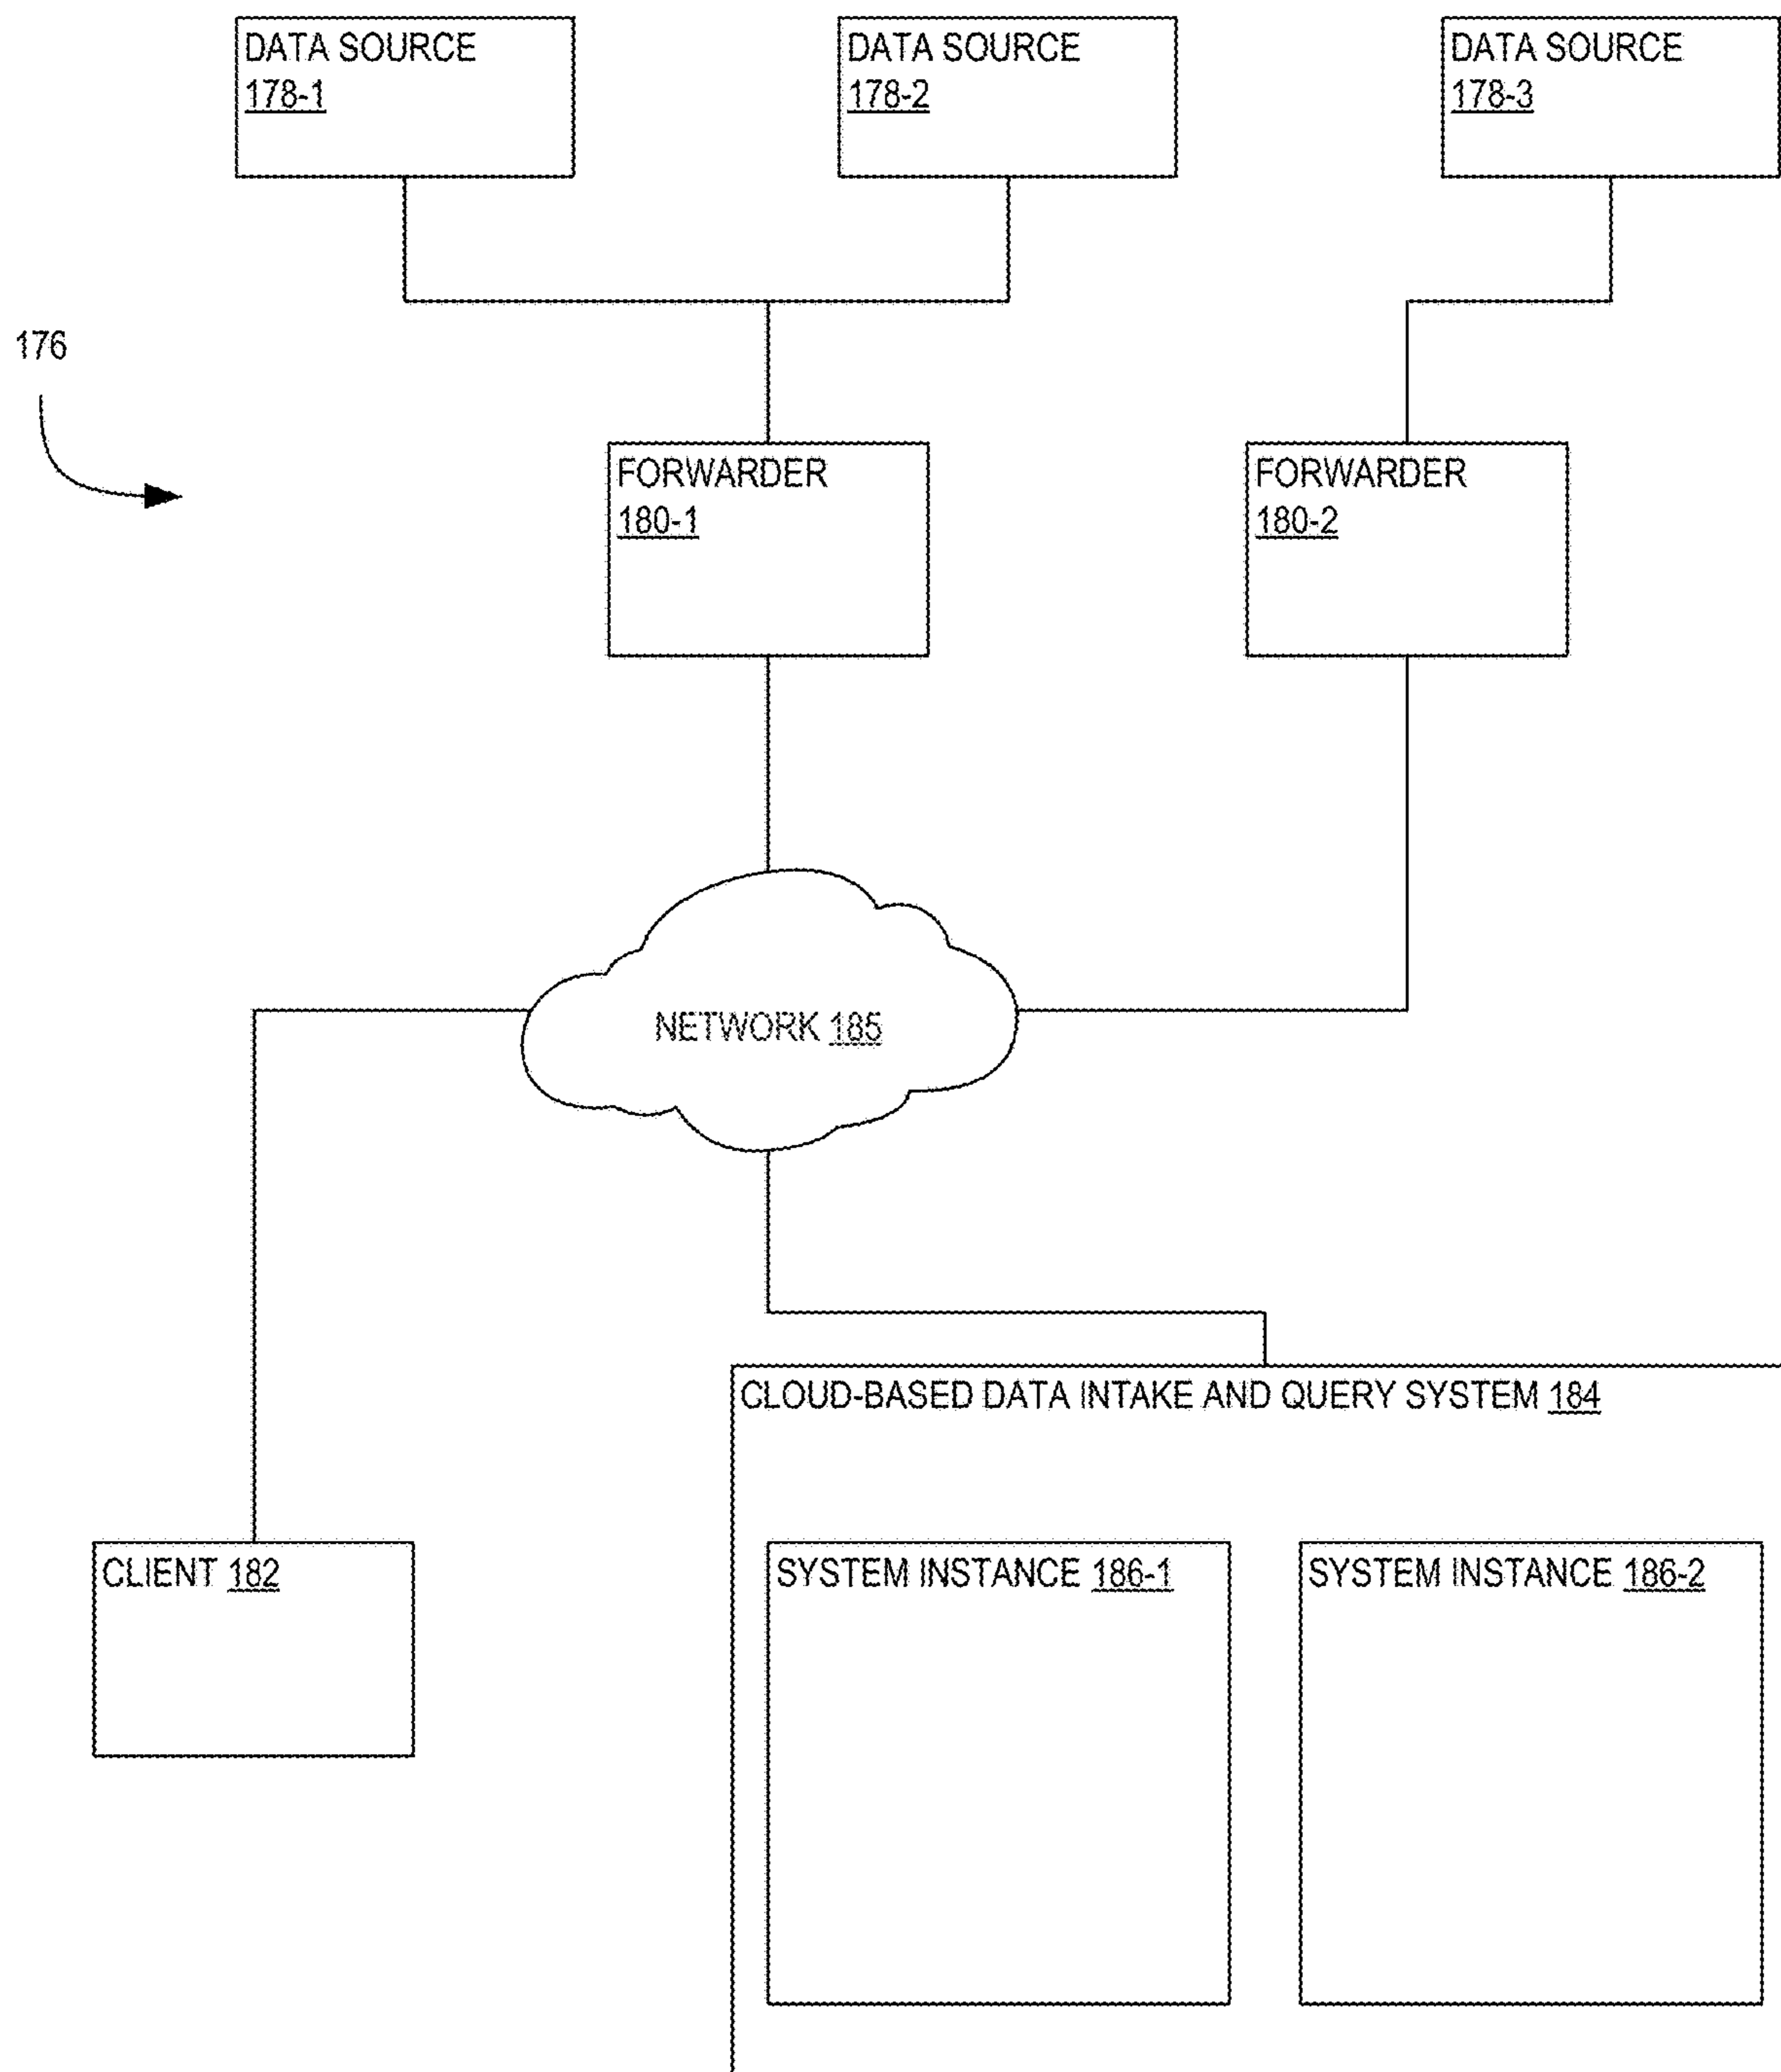 DATA SOURCE
178-1
DATA SOURCE
178-2
DATA SOURCE
178-3
176
FORWARDER
180-1
FORWARDER
180-2
NETWORK 185
CLOUD-BASED DATA INTAKE AND QUERY SYSTEM 184
CLIENT 182
SYSTEM INSTANCE 186-1
SYSTEM INSTANCE 186-2